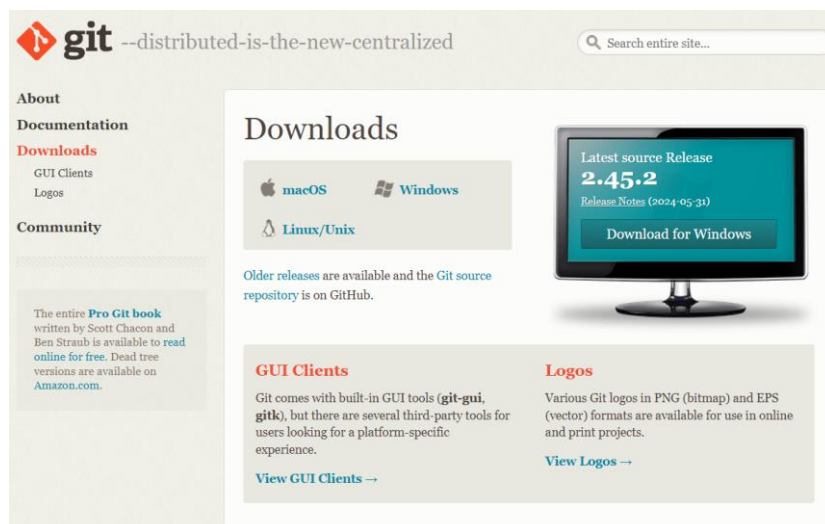 git --distributed-is-the-new-centralized
Search entire site...
About
Documentation
Downloads
GUI Clients
Logos
Community
The entire Pro Git book
written by Scott Chacon and
Ben Straub is available to read
online for free. Dead tree
versions are available on
Amazon.com.
Downloads
macOS
Windows
Linux/Unix
Older releases are available and the Git source
repository is on GitHub.
Latest source Release
2.45.2
Release Notes (2024-05-31)
Download for Windows
GUI Clients
Git comes with built-in GUI tools (git-gui,
gitk), but there are several third-party tools for
users looking for a platform-specific
experience.
View GUI Clients →
Logos
Various Git logos in PNG (bitmap) and EPS
(vector) formats are available for use in online
and print projects.
View Logos →